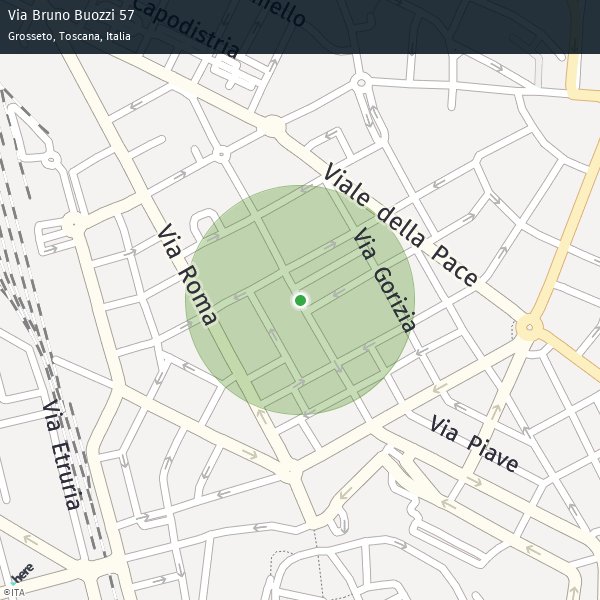 Via Bruno Buozzi 57
Grosseto, Toscana, Italia
Capodistria
Viale della Pace
Via Gorizia
Via Roma
Via Piave
Via Etruria
here
©ITA